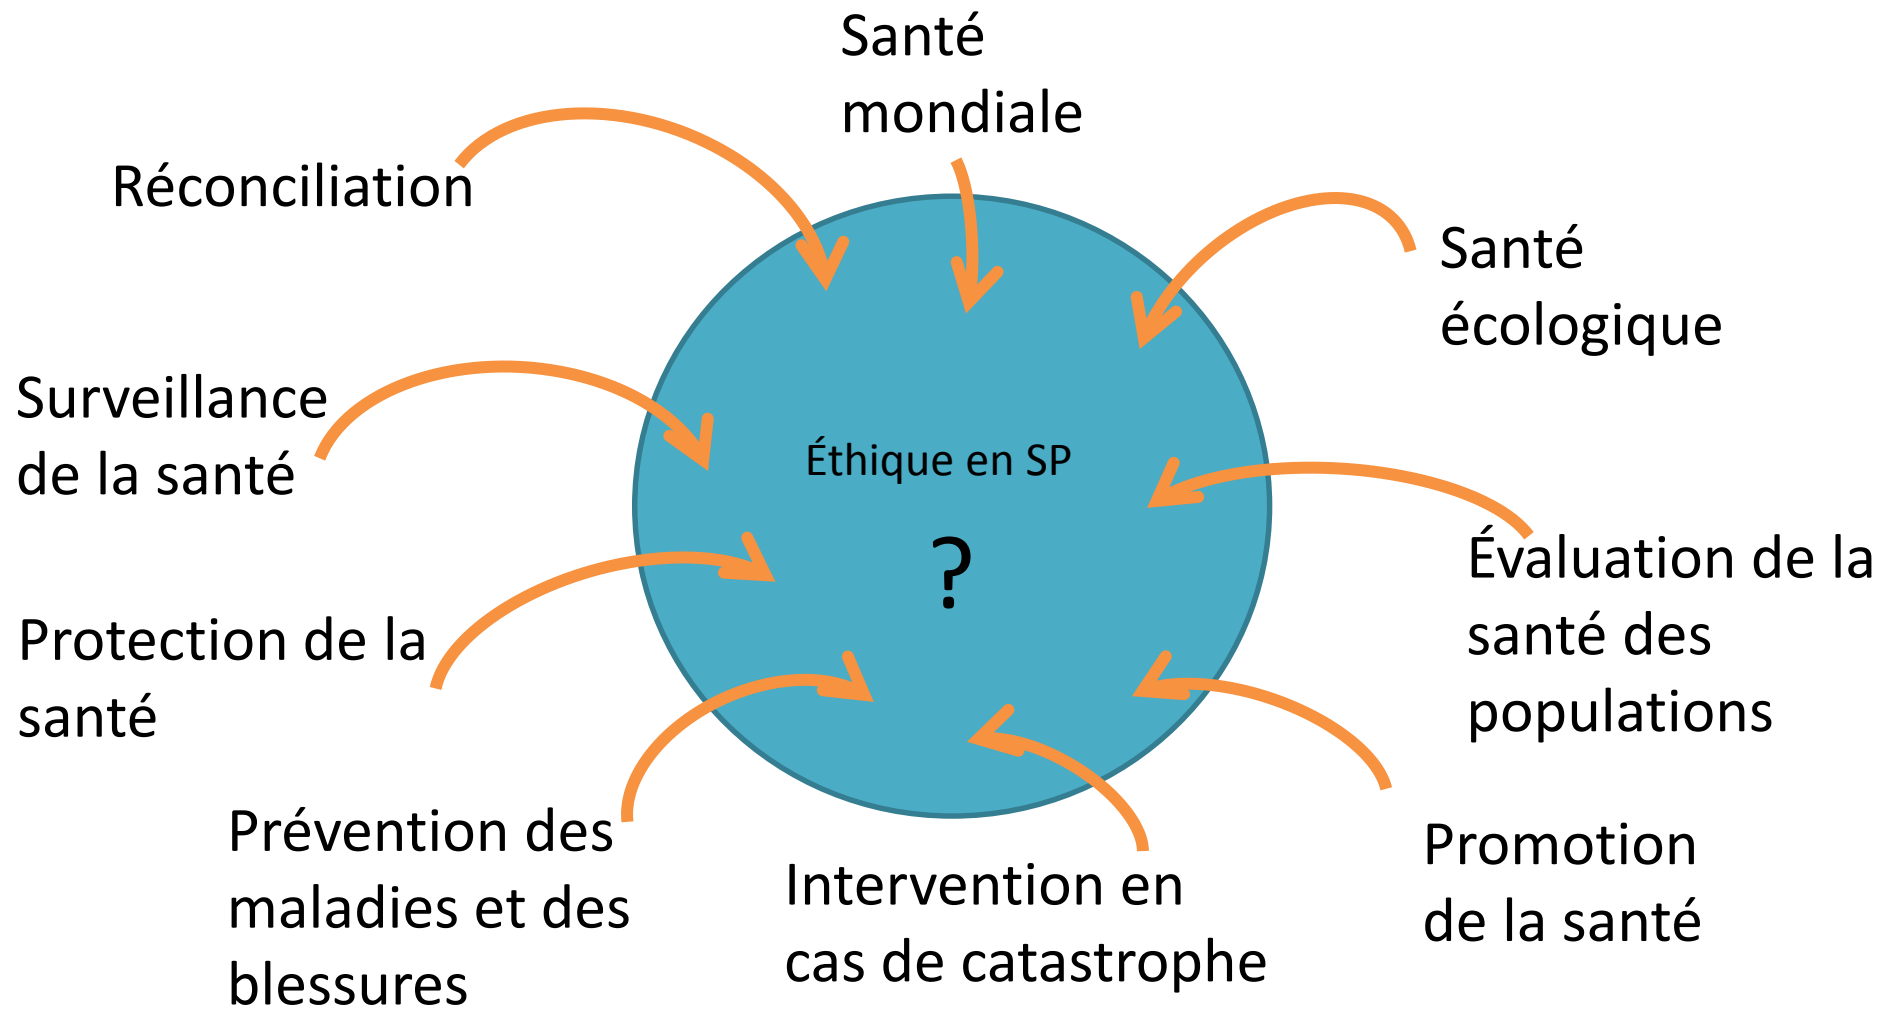 Santé
mondiale
Réconciliation
Santé
écologique
Surveillance
de la santé
Éthique en SP
?
Évaluation de la
santé des
populations
Protection de la
santé
Prévention des
maladies et des
blessures
Intervention en
cas de catastrophe
Promotion
de la santé